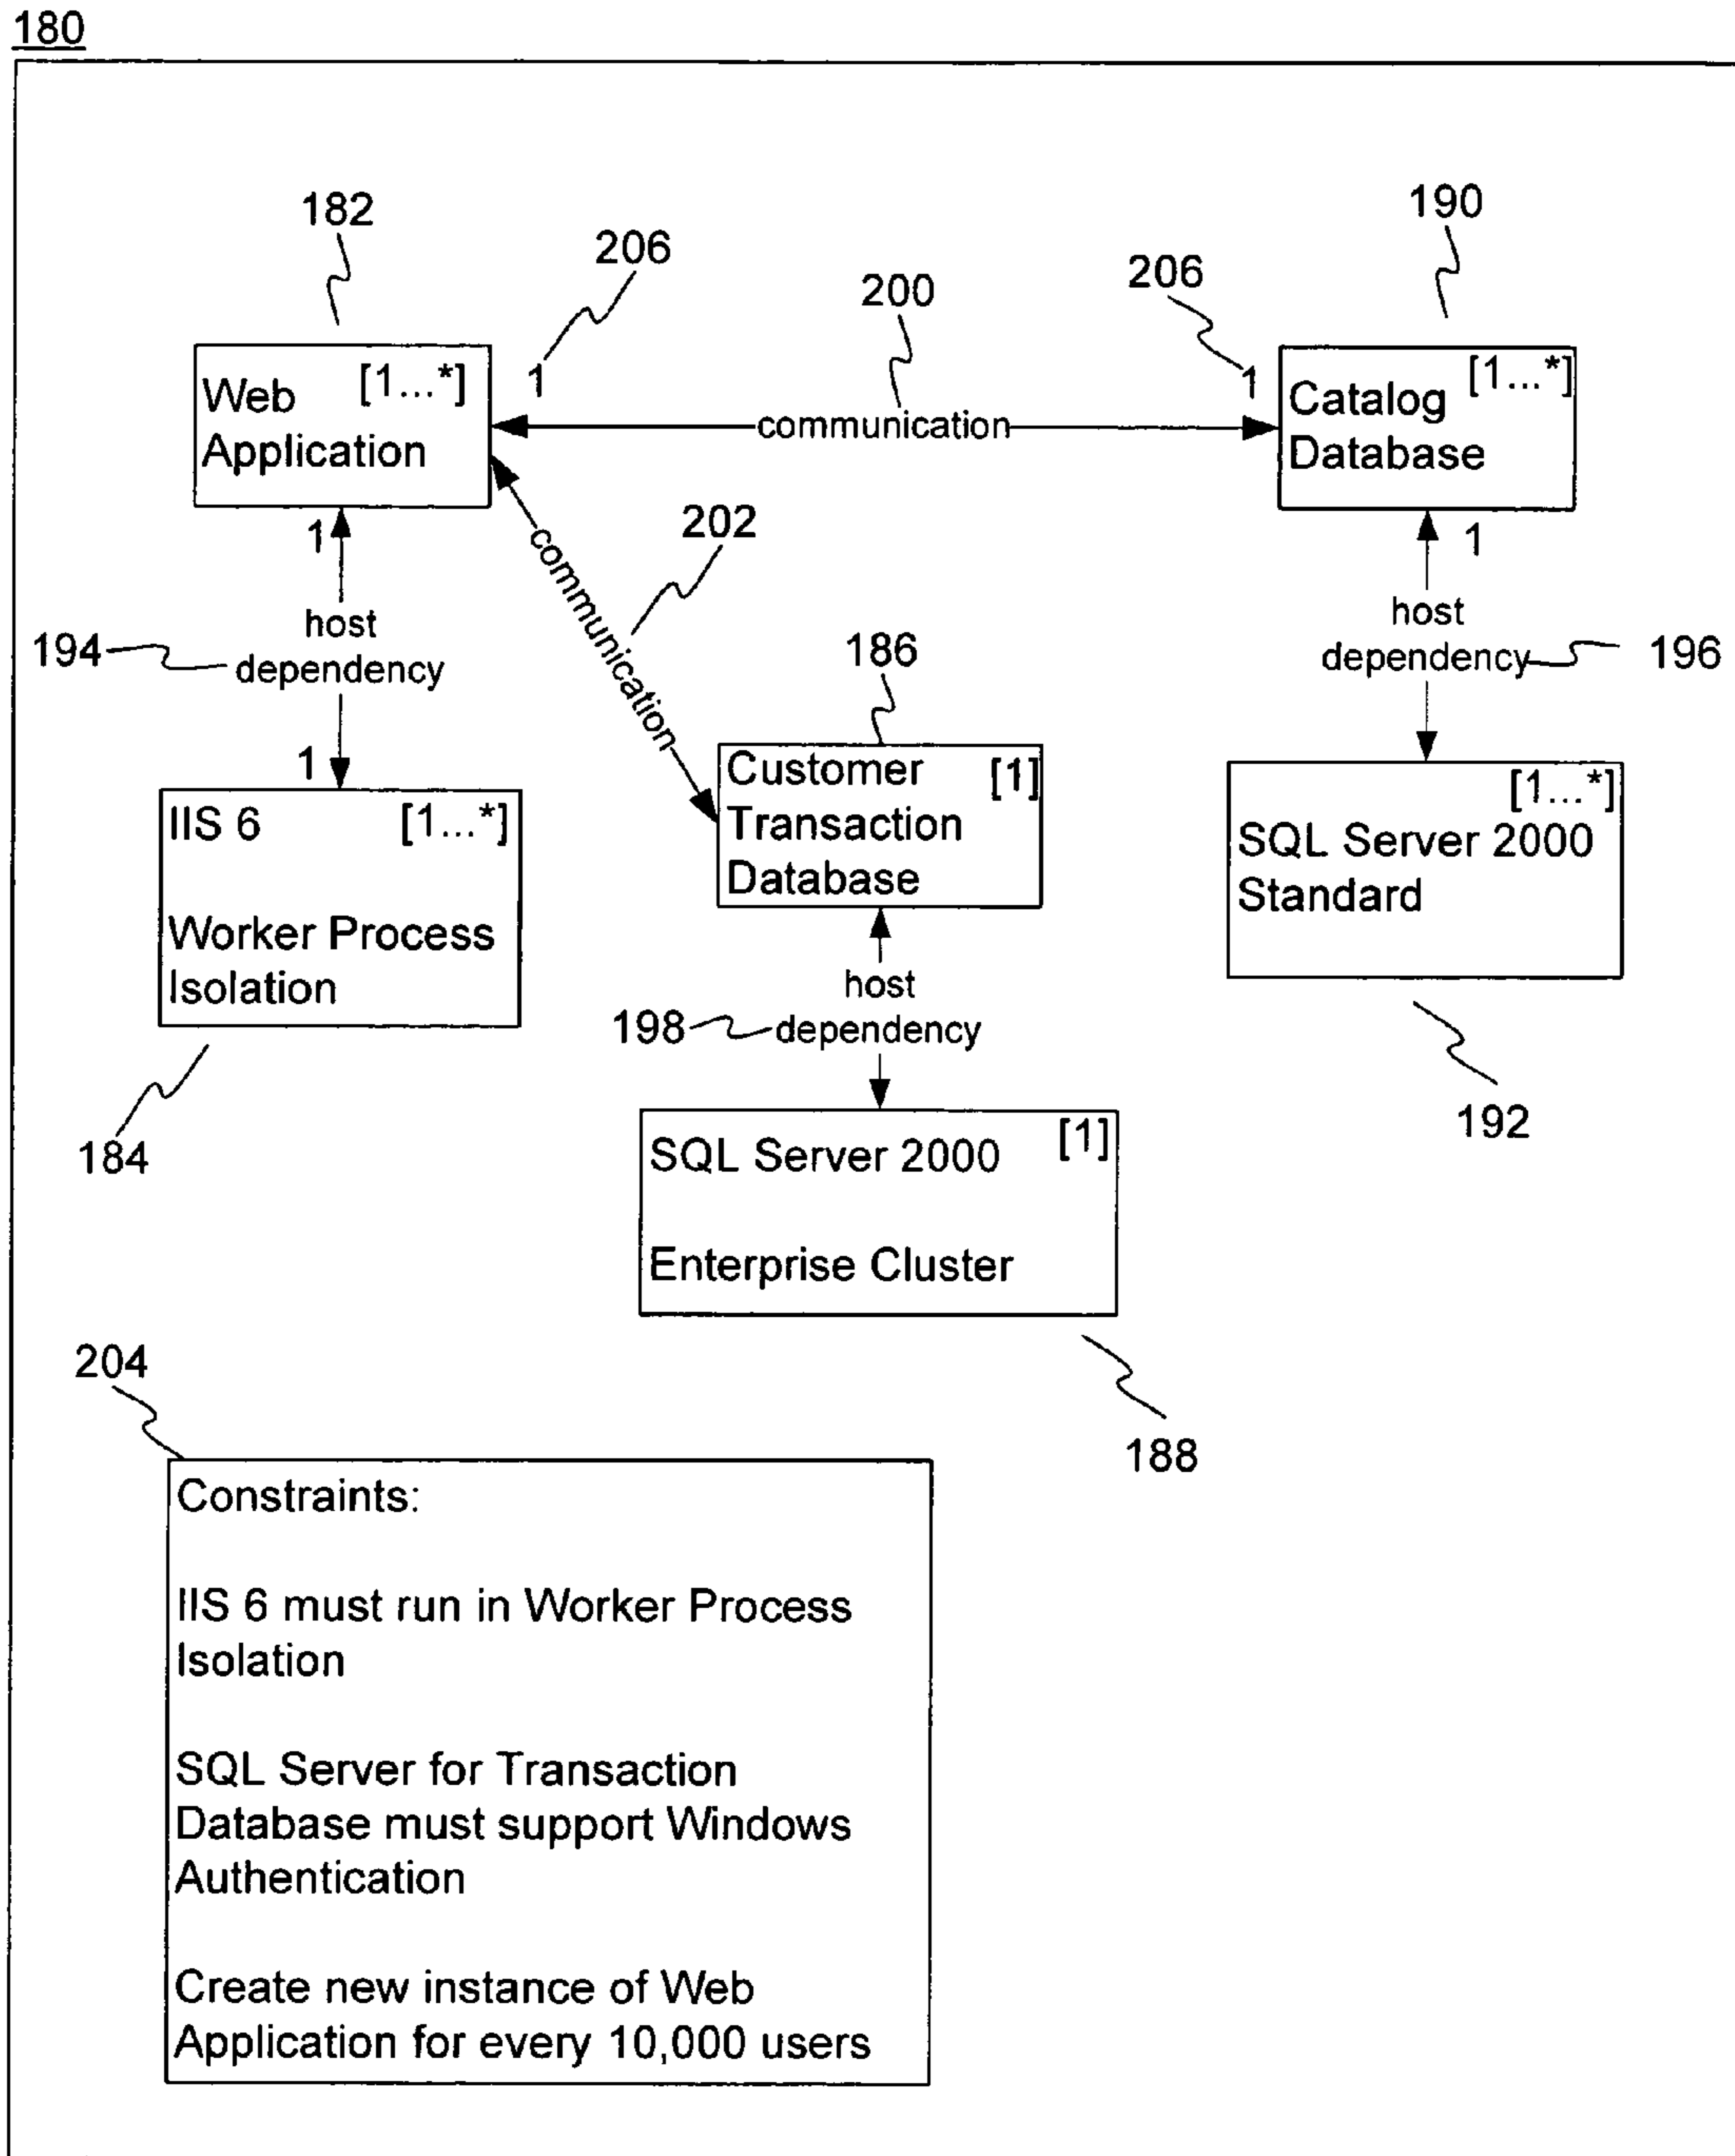 180
182
206
200
206
190
Web [1...*]
Application
1
communication
1
Catalog [1...*]
Database
1
202
communication
1
host
dependency
194
186
host
dependency
196
1
Customer [1]
Transaction
Database
IIS 6 [1...*]
Worker Process
Isolation
[1...*]
SQL Server 2000
Standard
host
dependency
198
184
192
SQL Server 2000 [1]
Enterprise Cluster
204
188
Constraints:
IIS 6 must run in Worker Process
Isolation
SQL Server for Transaction
Database must support Windows
Authentication
Create new instance of Web
Application for every 10,000 users